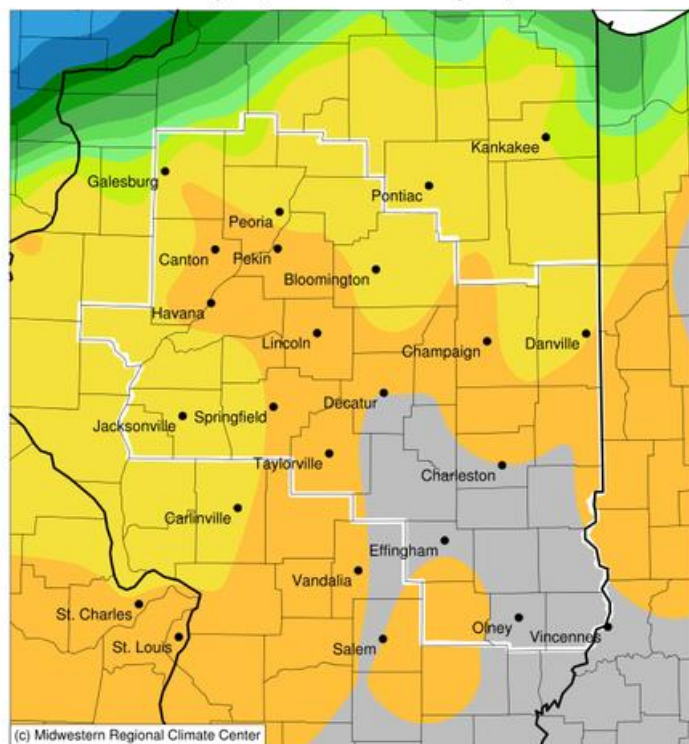 Kankakee
Galesburg
Pontiac
Peoria
Canton
Pekin
Bloomington
Havana
Lincoln
Champaign
Danville
Decatur
Jacksonville
Springfield
Taylorville
Charleston
Carlinville
Effingham
Vandalia
St. Charles
Olney
Vincennes
St. Louis
Salem
(c) Midwestern Regional Climate Center